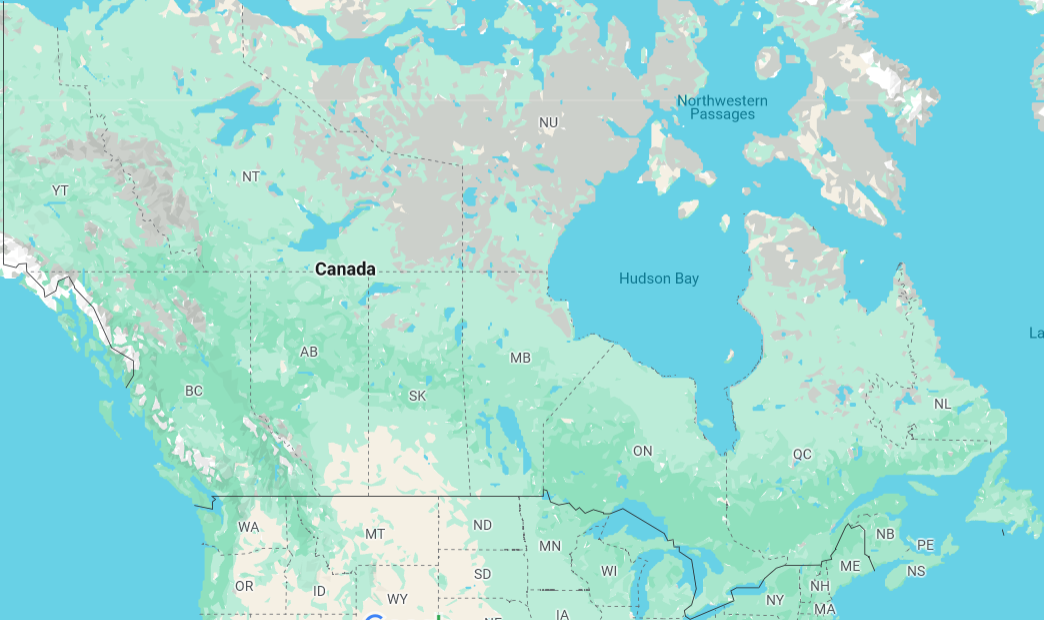 Northwestern
Passages
NU
NT
YT
Canada
Hudson Bay
La
AB
MB
BC
SK
NL
ON
QC
WA
MT
ND
NB
MN
PE
ME
WI
SD
NS
OR
ID
NH
WY
NY
MA
IA